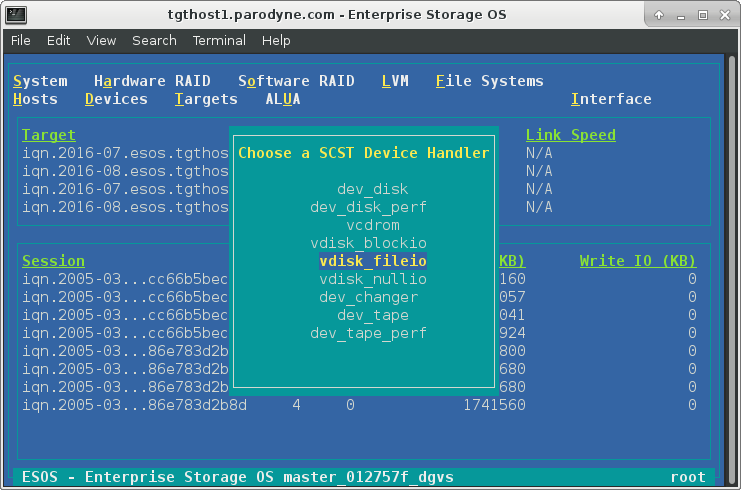 tgthost1.parodyne.com - Enterprise Storage OS
File Edit View Search Terminal Help
System Hardware RAID Software RAID LVM File Systems
Hosts Devices Targets ALUA Interface
Target Link Speed
iqn.2016-07.esos.tgthos N/A
iqn.2016-08.esos.tgthos N/A
iqn.2016-07.esos.tgthos N/A
iqn.2016-08.esos.tgthos N/A
Choose a SCST Device Handler
dev_disk
dev_disk_perf
vcdrom
vdisk_blockio
vdisk_fileio
vdisk_nullio
dev_changer
dev_tape
dev_tape_perf
Session KB) Write IO (KB)
iqn.2005-03...cc66b5bec 160 0
iqn.2005-03...cc66b5bec 057 0
iqn.2005-03...cc66b5bec 041 0
iqn.2005-03...cc66b5bec 924 0
iqn.2005-03...86e783d2b 800 0
iqn.2005-03...86e783d2b 680 0
iqn.2005-03...86e783d2b 680 0
iqn.2005-03...86e783d2b8d 4 0 1741560 0
ESOS - Enterprise Storage OS master_012757f_dgvs root